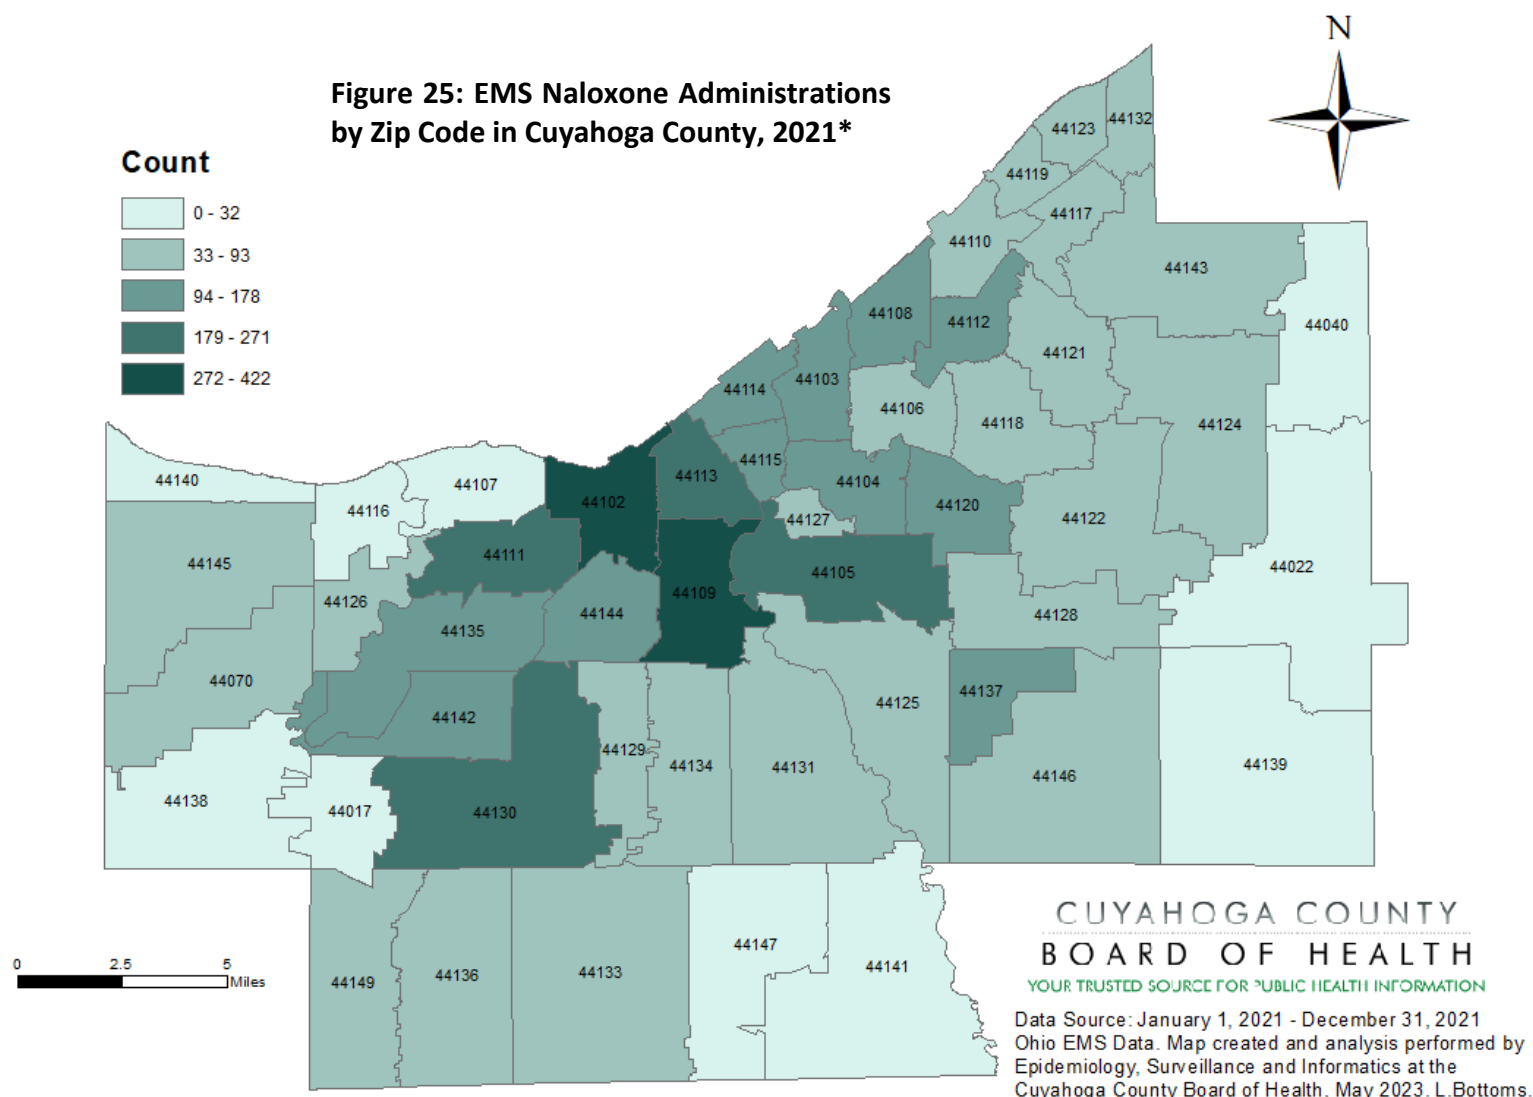 N
Figure 25: EMS Naloxone Administrations
by Zip Code in Cuyahoga County, 2021*
Count
0 - 32
33 - 93
94 - 178
179 - 271
272 - 422
44123
44132
44119
44117
44110
44143
44108
44112
44040
44121
44103
44114
44106
44118
44124
44115
44113
44104
44140
44107
44102
44116
44120
44127
44122
44111
44145
44022
44105
44109
44126
44144
44128
44135
44070
44137
44125
44142
44129
44134
44131
44139
44146
44138
44017
44130
44147
44141
44133
44136
44149
0 2.5 5
Miles
CUYAHOGA COUNTY
BOARD OF HEALTH
YOUR TRUSTED SOURCE FOR PUBLIC HEALTH INFORMATION
Data Source: January 1, 2021 - December 31, 2021
Ohio EMS Data. Map created and analysis performed by
Epidemiology, Surveillance and Informatics at the
Cuyahoga County Board of Health. May 2023. L.Bottoms.